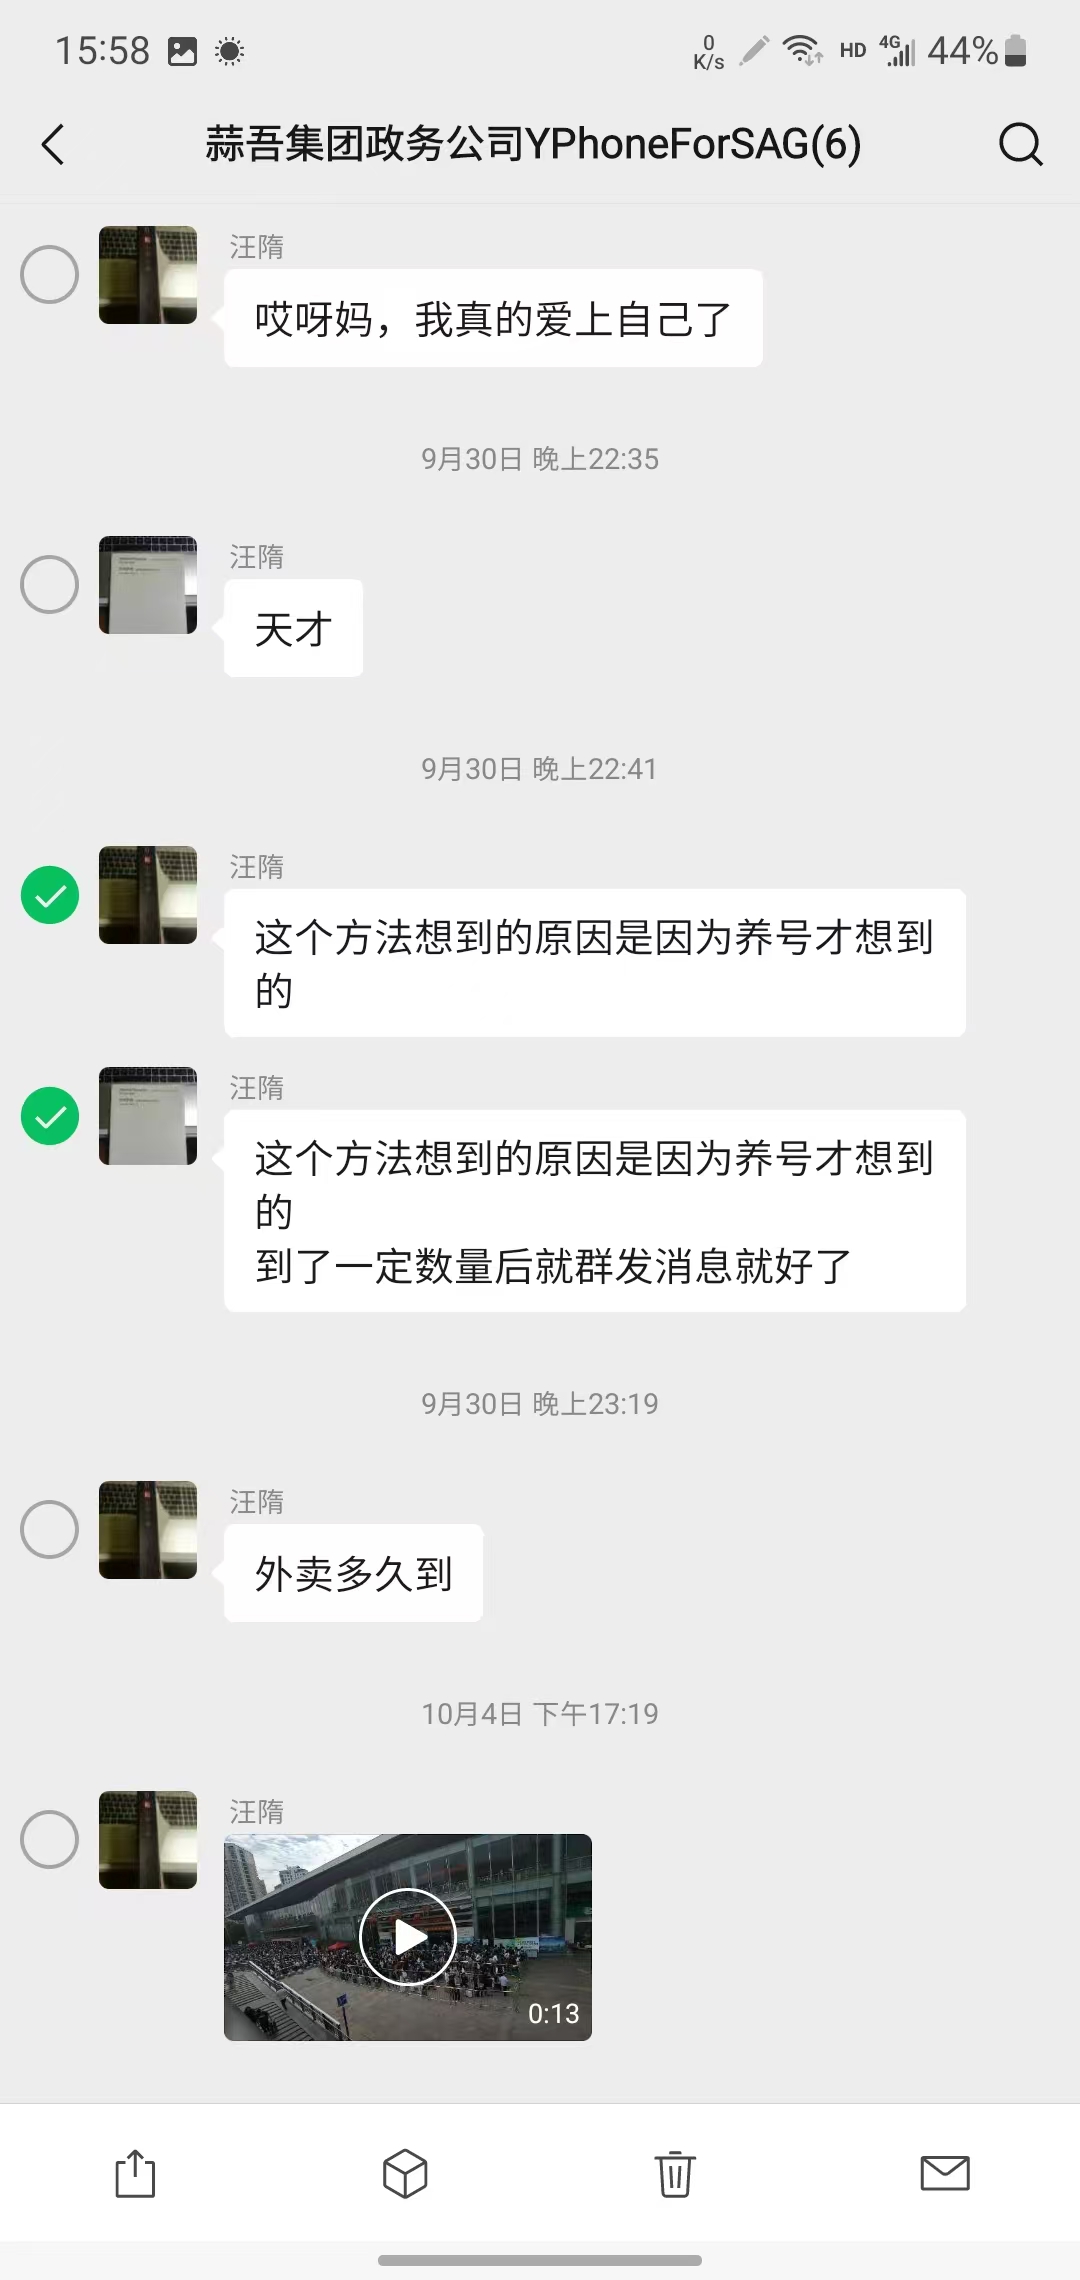 15:58
0
K/s
HD
4G
44%
蒜吾集团政务公司YPhoneForSAG(6)
汪隋
哎呀妈，我真的爱上自己了
9月30日 晚上22:35
汪隋
天才
9月30日 晚上22:41
汪隋
这个方法想到的原因是因为养号才想到
的
汪隋
这个方法想到的原因是因为养号才想到
的
到了一定数量后就群发消息就好了
9月30日 晚上23:19
汪隋
外卖多久到
10月4日 下午17:19
汪隋
0:13